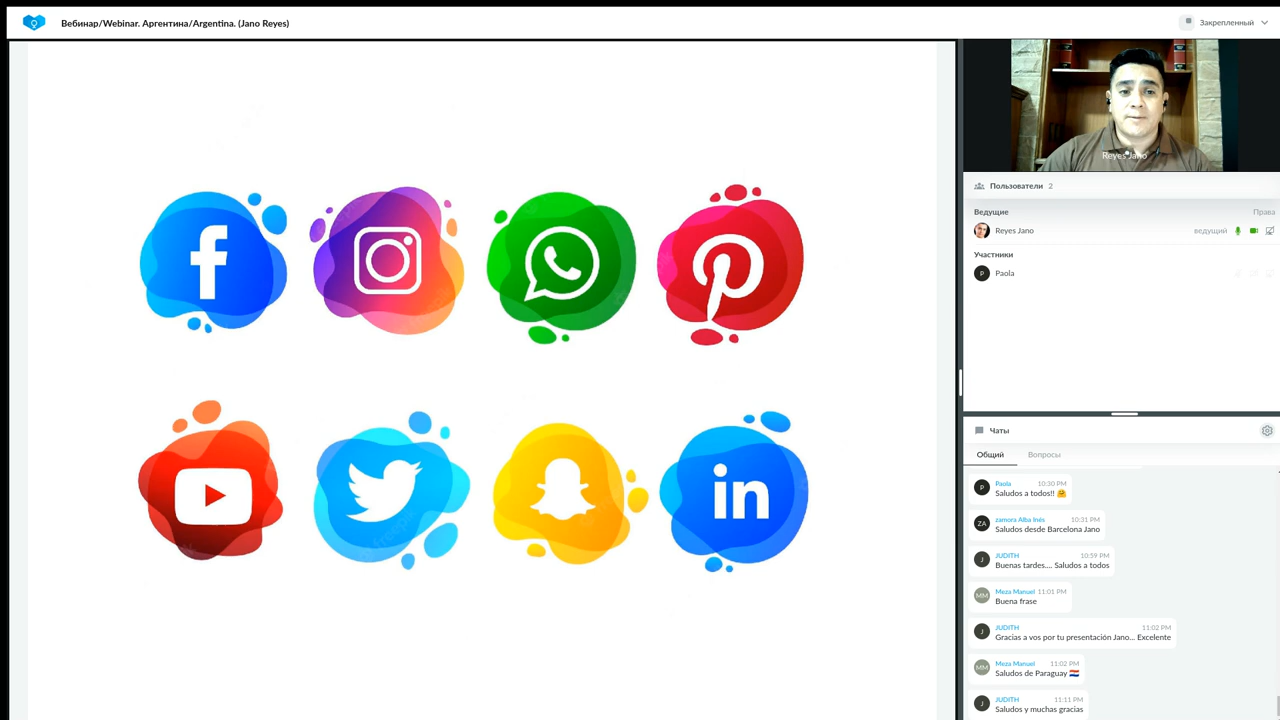 Вебинар/Webinar. Аргентина/Argentina. (Jano Reyes)
Закрепленный
Reyes Jano
Пользователи 2
Ведущие Права
Reyes Jano ведущий
Участники
P Paola
Чаты
Общий Вопросы
P Paola 10:30 PM
Saludos a todos!! 🤗
ZA zamora Alba Inés 10:31 PM
Saludos desde Barcelona Jano
J JUDITH 10:59 PM
Buenas tardes.... Saludos a todos
MM Meza Manuel 11:01 PM
Buena frase
J JUDITH 11:02 PM
Gracias a vos por tu presentación Jano... Excelente
MM Meza Manuel 11:02 PM
Saludos de Paraguay 🇵🇾
J JUDITH 11:11 PM
Saludos y muchas gracias
in